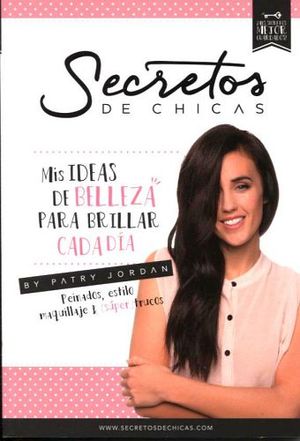 MEJOR
Secretos
DE CHICAS
Mis IDEAS
DE BELLEZA
PARA BRILLAR
CADA DÍA
BY PATRY JORDAN
Peinados, estilo
maquillaje & (súper) trucos
WWW.SECRETOSDECHICAS.COM